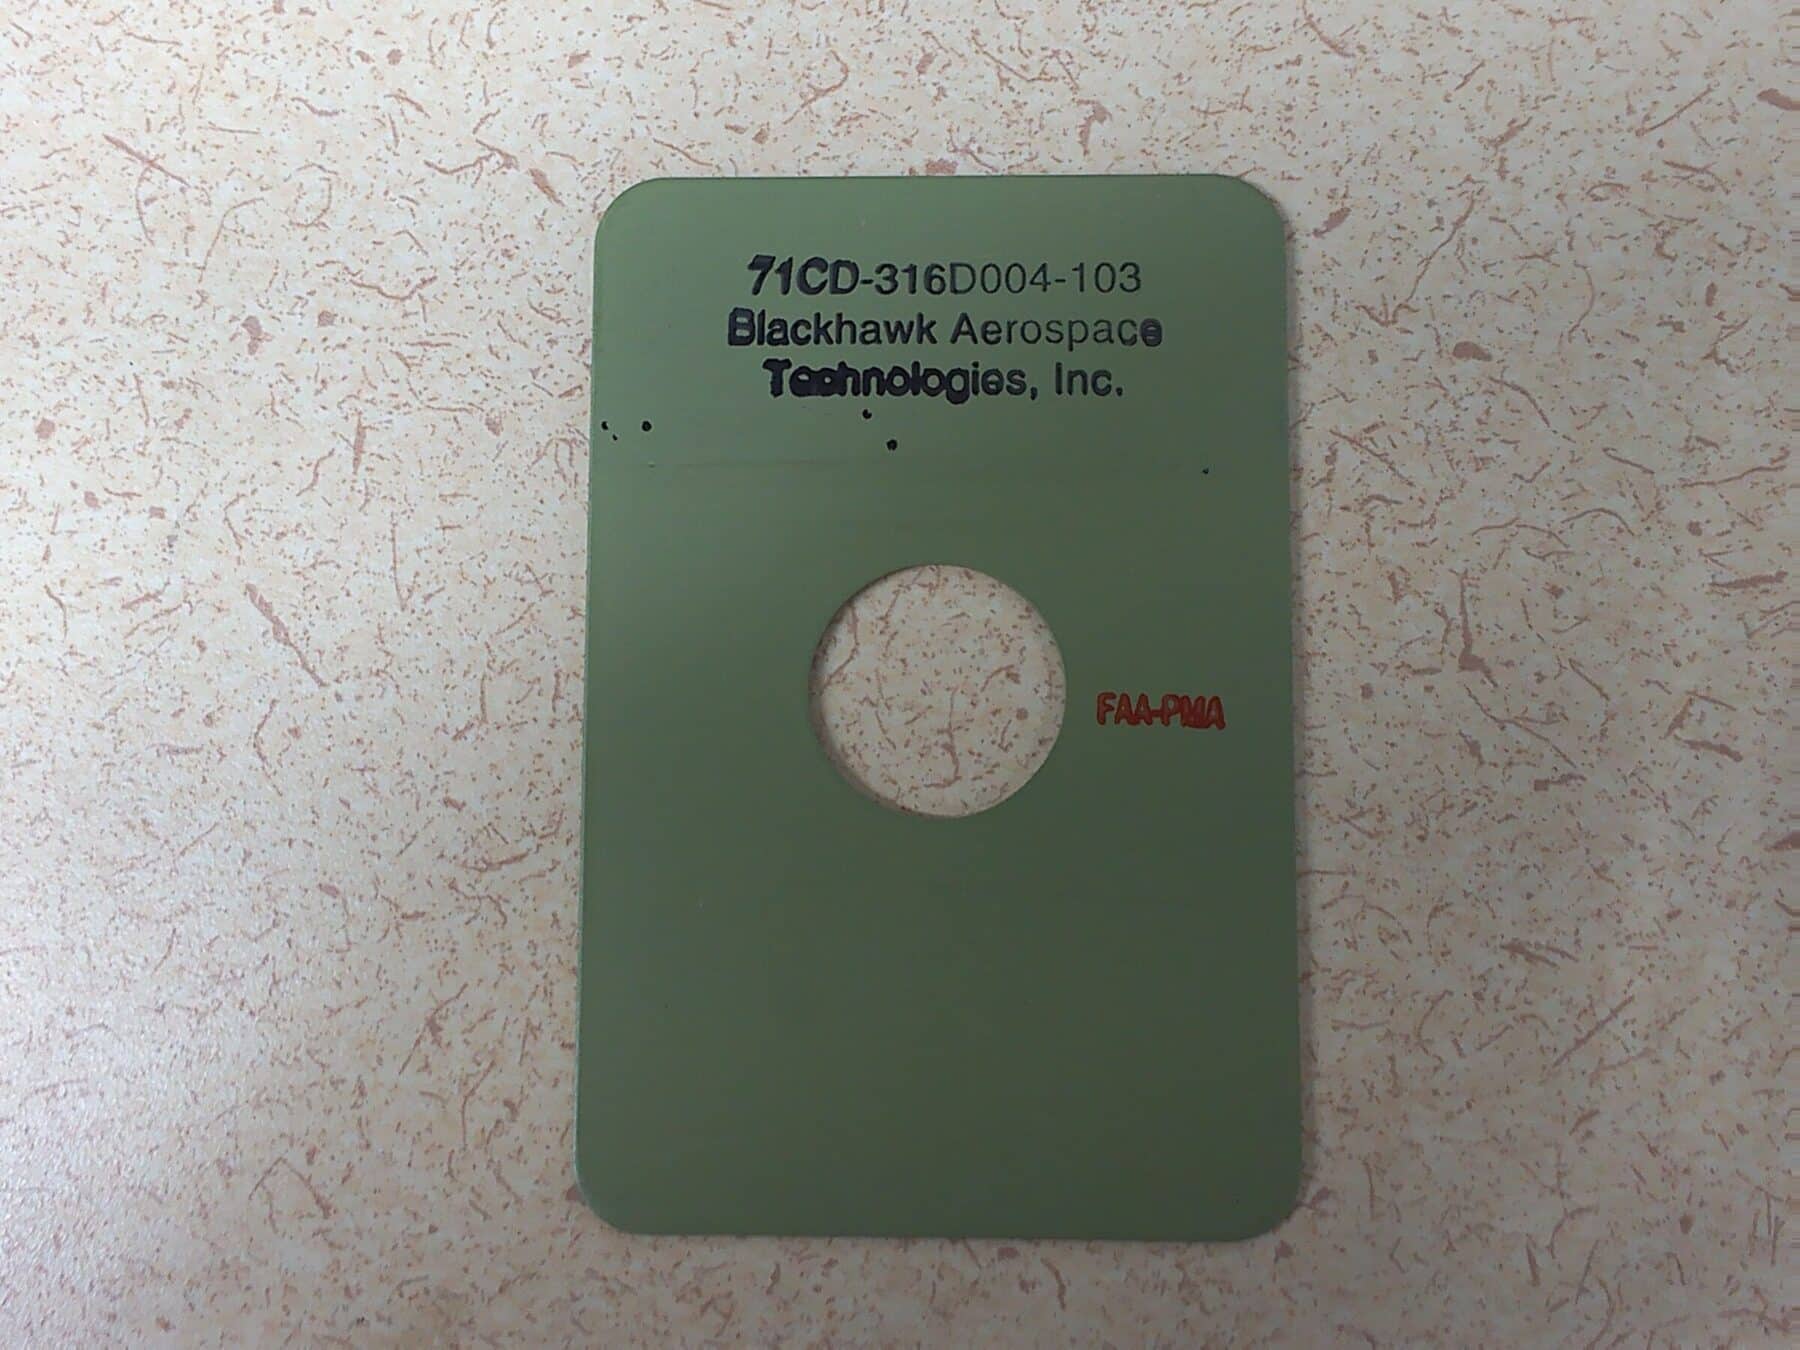 71CD-316D004-103
Blackhawk Aerospace
Technologies, Inc.
FAA-PMA